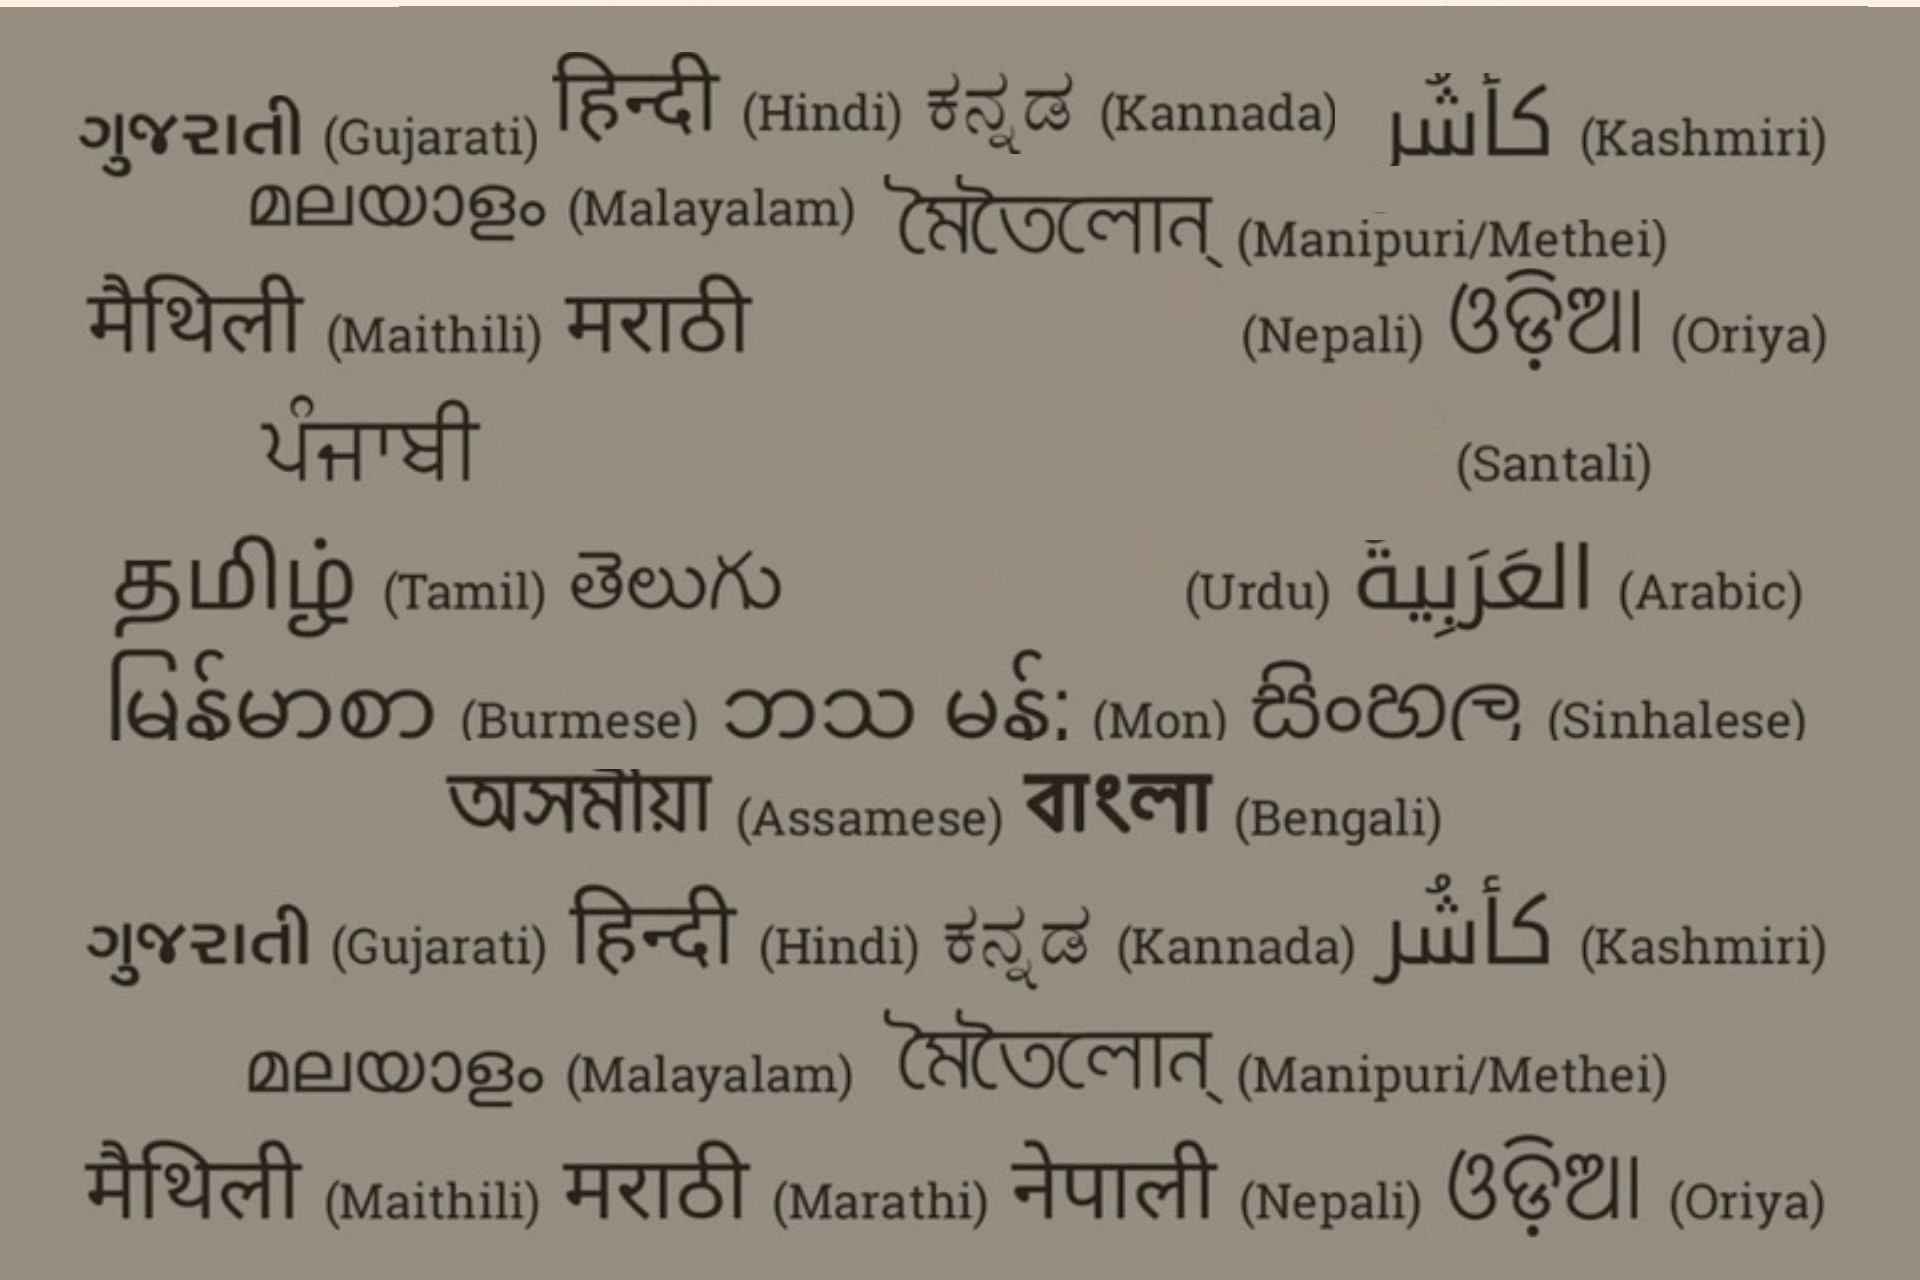 ગુજરાતી (Gujarati) हिन्दी (Hindi) ಕನ್ನಡ (Kannada) كأشُر (Kashmiri)
മലയാളം (Malayalam) মৈতৈলোন্ (Manipuri/Methei)
मैथिली (Maithili) मराठी (Nepali) ଓଡ଼ିଆ (Oriya)
ਪੰਜਾਬੀ (Santali)
தமிழ் (Tamil) తెలుగు (Urdu) العَرَبِية (Arabic)
မြန်မာစာ (Burmese) ဘာသာ မန်; (Mon) සිංහල (Sinhalese)
অসমীয়া (Assamese) বাংলা (Bengali)
ગુજરાતી (Gujarati) हिन्दी (Hindi) ಕನ್ನಡ (Kannada) كأشُر (Kashmiri)
മലയാളം (Malayalam) মৈতৈলোন্ (Manipuri/Methei)
मैथिली (Maithili) मराठी (Marathi) नेपाली (Nepali) ଓଡ଼ିଆ (Oriya)